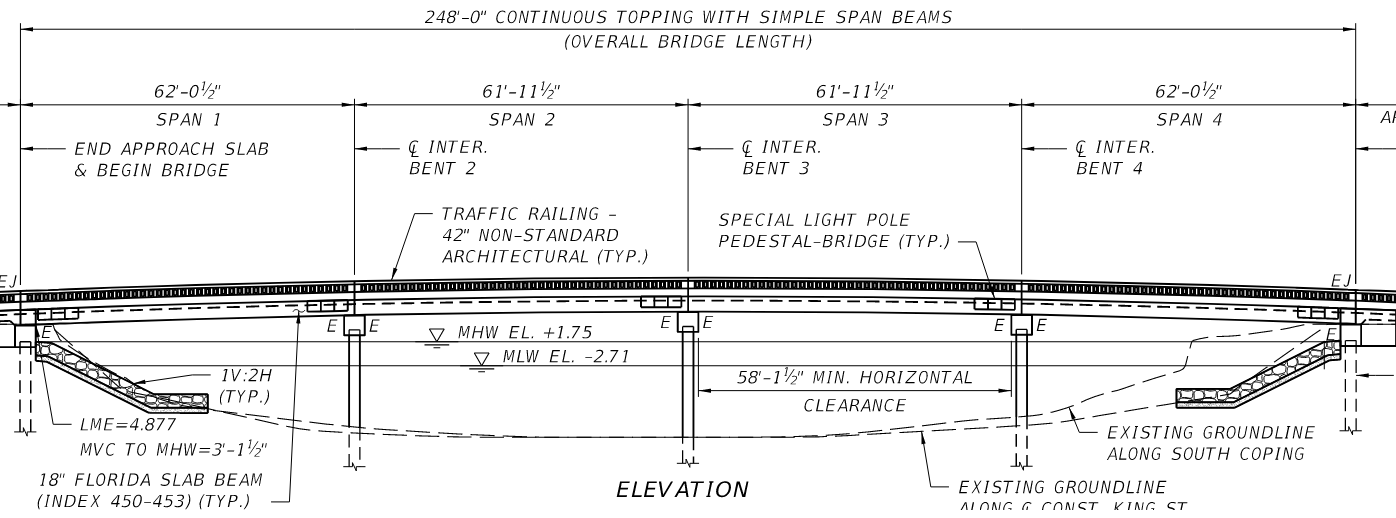 248'-0" CONTINUOUS TOPPING WITH SIMPLE SPAN BEAMS
(OVERALL BRIDGE LENGTH)
62'-0½" 61'-11½" 61'-11½" 62'-0½"
SPAN 1 SPAN 2 SPAN 3 SPAN 4
END APPROACH SLAB
& BEGIN BRIDGE
℄ INTER.
BENT 2
℄ INTER.
BENT 3
℄ INTER.
BENT 4
TRAFFIC RAILING -
42" NON-STANDARD
ARCHITECTURAL (TYP.)
SPECIAL LIGHT POLE
PEDESTAL-BRIDGE (TYP.)
EJ EJ
E E E E E E E E
MHW EL. +1.75
MLW EL. -2.71
1V:2H
(TYP.)
58'-1½" MIN. HORIZONTAL
CLEARANCE
LME=4.877
MVC TO MHW=3'-1½"
18" FLORIDA SLAB BEAM
(INDEX 450-453) (TYP.)
EXISTING GROUNDLINE
ALONG SOUTH COPING
EXISTING GROUNDLINE
ALONG ℄ CONST. KING ST.
ELEVATION